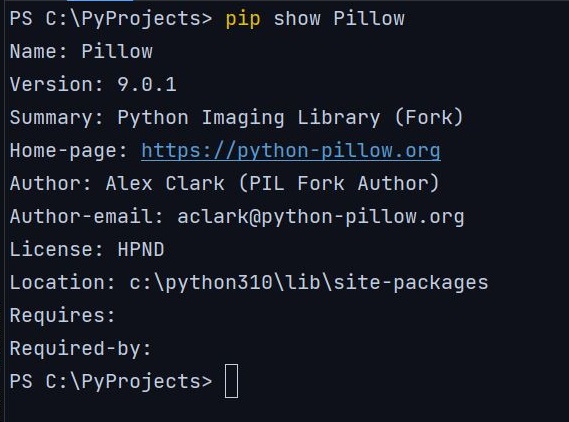 PS C:\PyProjects> pip show Pillow
Name: Pillow
Version: 9.0.1
Summary: Python Imaging Library (Fork)
Home-page: https://python-pillow.org
Author: Alex Clark (PIL Fork Author)
Author-email: aclark@python-pillow.org
License: HPND
Location: c:\python310\lib\site-packages
Requires:
Required-by:
PS C:\PyProjects>